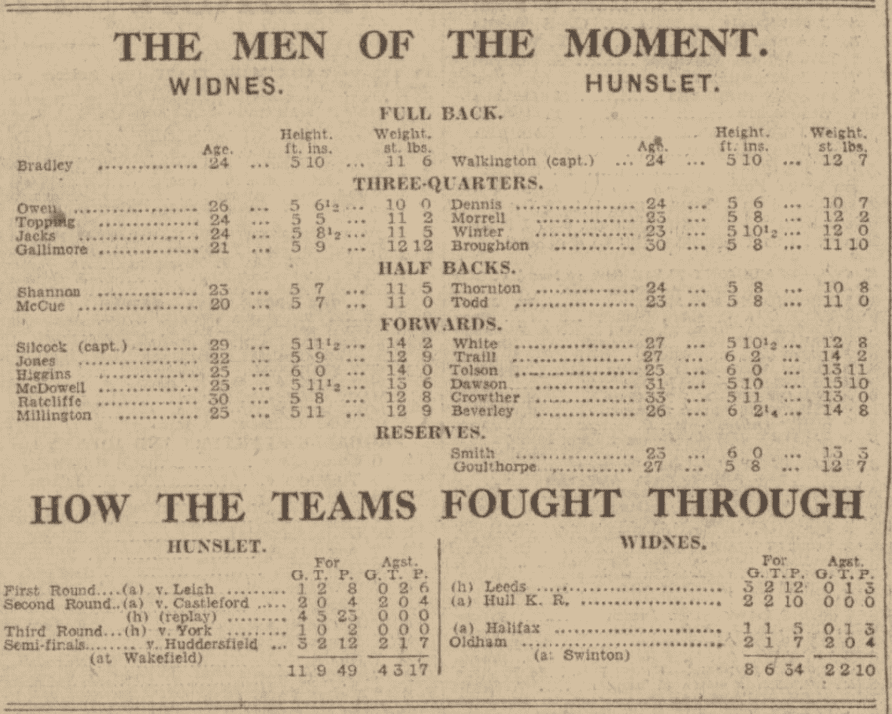 THE MEN OF THE MOMENT.
WIDNES. HUNSLET.
FULL BACK.
Height. Weight. Height. Weight.
Age. ft. ins. st. lbs. Age. ft. ins. st. lbs.
Bradley .............. 24 ... 5 10 ... 11 6 Walkington (capt.) ... 24 ... 5 10 ... 12 7
THREE-QUARTERS.
Owen ................. 26 ... 5 6½ ... 10 0 Dennis ................. 24 ... 5 6 ... 10 7
Topping .............. 24 ... 5 5 ... 11 2 Morrell ............... 23 ... 5 8 ... 12 2
Jacks ................ 24 ... 5 8½ ... 11 5 Winter ................ 23 ... 5 10½ ... 12 0
Gallimore ............ 21 ... 5 9 ... 12 12 Broughton ............. 30 ... 5 8 ... 11 10
HALF BACKS.
Shannon .............. 23 ... 5 7 ... 11 5 Thornton .............. 24 ... 5 8 ... 10 8
McCue ................ 20 ... 5 7 ... 11 0 Todd .................. 23 ... 5 8 ... 11 0
FORWARDS.
Silcock (capt.) ......... 29 ... 5 11½ ... 14 2 White ................. 27 ... 5 10½ ... 12 8
Jones ................ 22 ... 5 9 ... 12 9 Traill ................ 27 ... 6 2 ... 14 2
Higgins .............. 25 ... 6 0 ... 14 0 Tolson ................ 25 ... 6 0 ... 13 11
McDowell ............. 25 ... 5 11½ ... 13 6 Dawson ................ 31 ... 5 10 ... 15 10
Ratcliffe ............ 30 ... 5 8 ... 12 8 Crowther .............. 33 ... 5 11 ... 13 0
Millington ........... 25 ... 5 11 ... 12 9 Beverley .............. 26 ... 6 2¼ ... 14 8
RESERVES.
Smith ................. 23 ... 6 0 ... 13 3
Goulthorpe ............ 27 ... 5 8 ... 12 7
HOW THE TEAMS FOUGHT THROUGH
HUNSLET. WIDNES.
For Agst. For Agst.
G. T. P. G. T. P. G. T. P. G. T. P.
First Round...(a) v. Leigh ......... 1 2 8 0 2 6 (h) Leeds ........................ 3 2 12 0 1 3
Second Round..(a) v. Castleford ..... 2 0 4 2 0 4 (a) Hull K. R. ................... 2 2 10 0 0 0
(h) (replay) ......... 4 5 23 0 0 0
Third Round...(h) v. York .......... 1 0 2 0 0 0 (a) Halifax ...................... 1 1 5 0 1 3
Semi-finals........ v. Huddersfield ... 3 2 12 2 1 7 Oldham ........................... 2 1 7 2 0 4
(at Wakefield) (at Swinton)
11 9 49 4 3 17 8 6 34 2 2 10